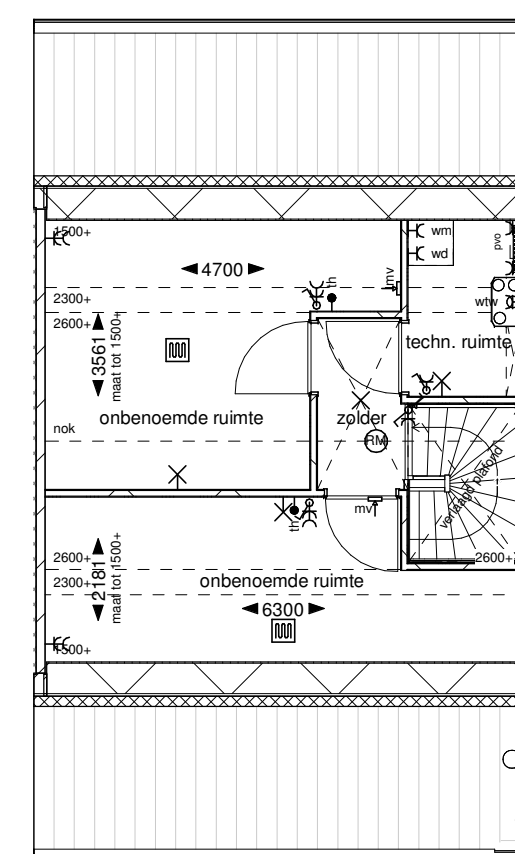 1500+
wm
pvo
4700
wd
th
mv
2300+
wtw
2600+
3561
maat tot 1500+
techn. ruimte
onbenoemde ruimte
zolder
nok
RM
verlaagd plafond
th
mv
2600+
2600+
2181
maat tot 1500+
onbenoemde ruimte
2300+
6300
1500+